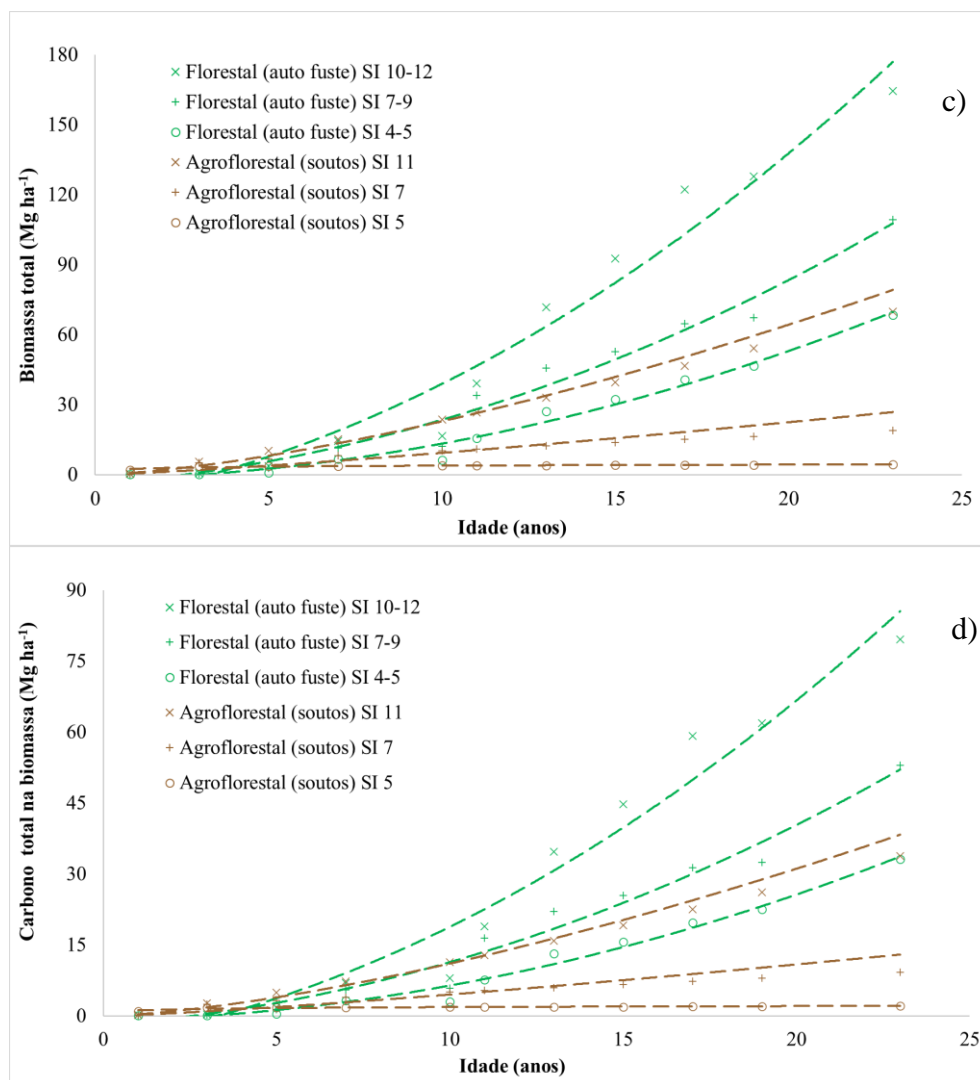 180
150
120
90
60
30
0
Biomassa total (Mg ha⁻¹)
× Florestal (auto fuste) SI 10-12
+ Florestal (auto fuste) SI 7-9
○ Florestal (auto fuste) SI 4-5
× Agroflorestal (soutos) SI 11
+ Agroflorestal (soutos) SI 7
○ Agroflorestal (soutos) SI 5
c)
0 5 10 15 20 25
Idade (anos)
90
75
60
45
30
15
0
Carbono total na biomassa (Mg ha⁻¹)
× Florestal (auto fuste) SI 10-12
+ Florestal (auto fuste) SI 7-9
○ Florestal (auto fuste) SI 4-5
× Agroflorestal (soutos) SI 11
+ Agroflorestal (soutos) SI 7
○ Agroflorestal (soutos) SI 5
d)
0 5 10 15 20 25
Idade (anos)